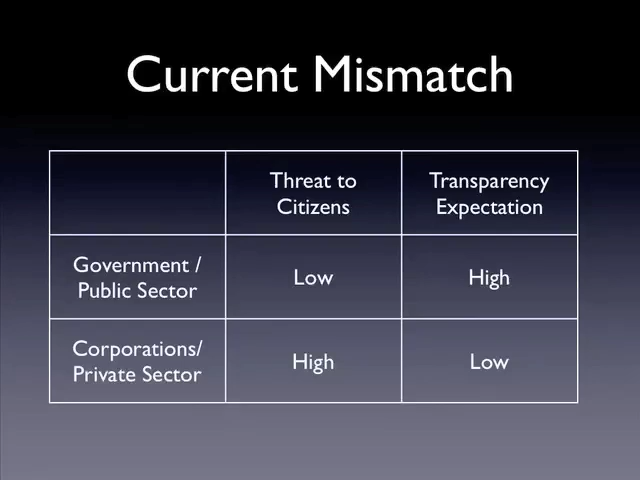 Current Mismatch
Threat to
Citizens
Transparency
Expectation
Government /
Public Sector
Low
High
Corporations/
Private Sector
High
Low